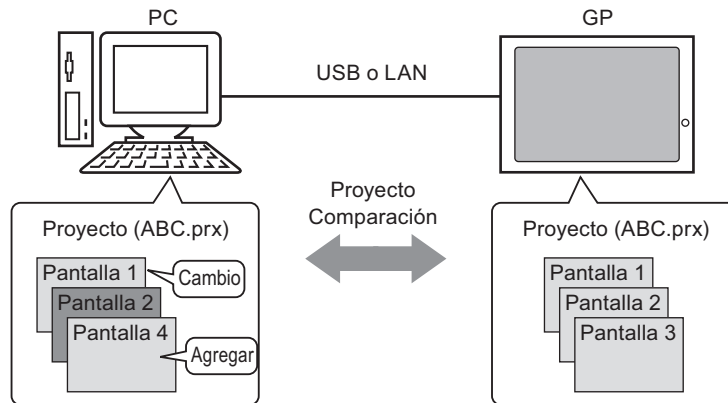 PC
GP
USB o LAN
Proyecto
Comparación
Proyecto (ABC.prx)
Pantalla 1
Cambio
Pantalla 2
Pantalla 4
Agregar
Proyecto (ABC.prx)
Pantalla 1
Pantalla 2
Pantalla 3